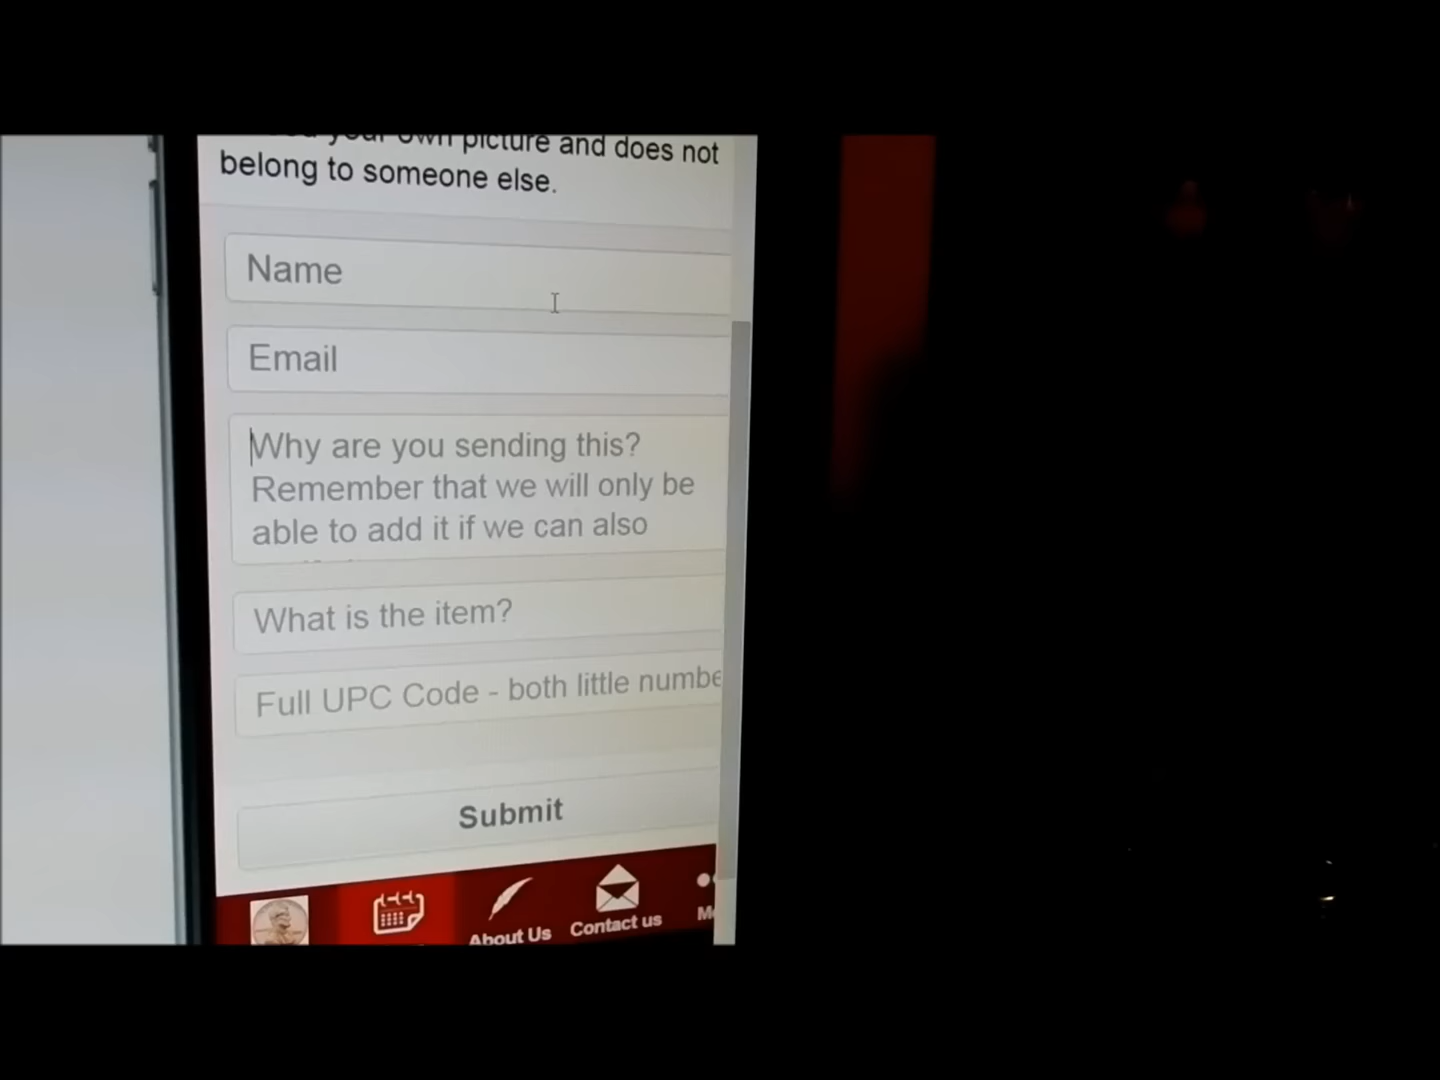 your own picture and does not
belong to someone else.
Name
Email
Why are you sending this?
Remember that we will only be
able to add it if we can also
What is the item?
Full UPC Code - both little numbe
Submit
About Us
Contact us